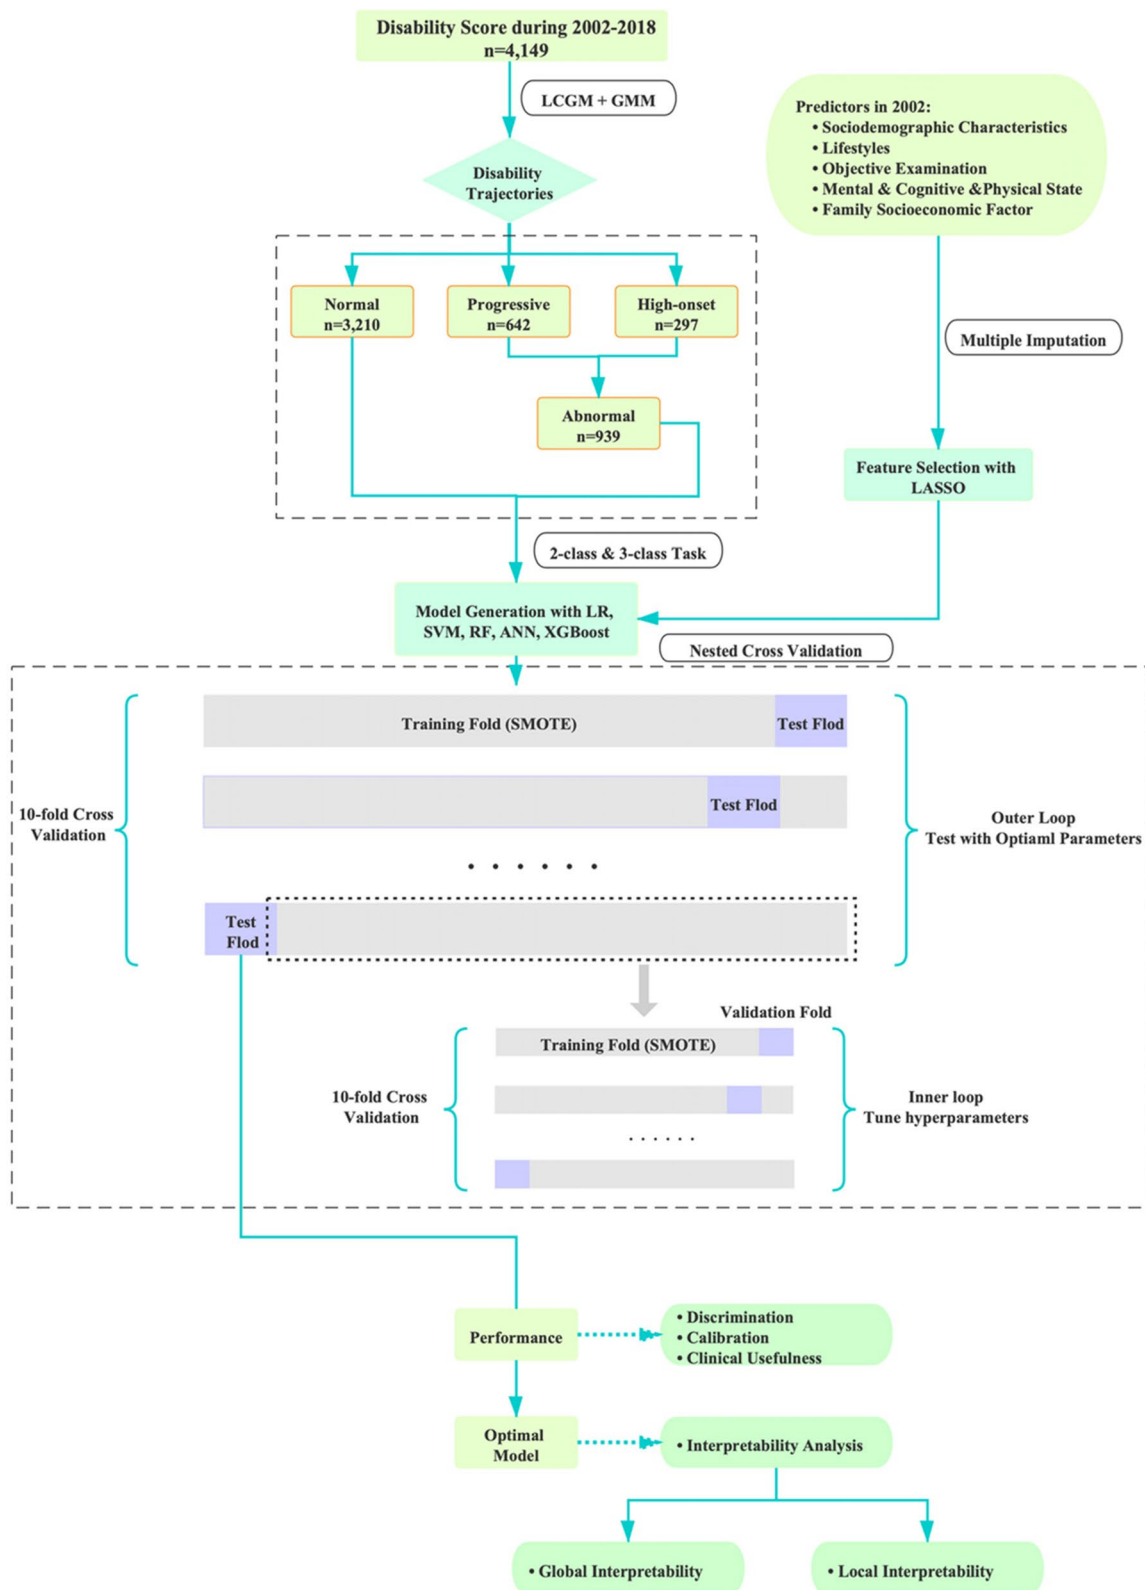 Disability Score during 2002-2018
n=4,149
LCGM + GMM
Predictors in 2002:
• Sociodemographic Characteristics
• Lifestyles
• Objective Examination
• Mental & Cognitive &Physical State
• Family Socioeconomic Factor
Disability
Trajectories
Normal
n=3,210
Progressive
n=642
High-onset
n=297
Multiple Imputation
Abnormal
n=939
Feature Selection with
LASSO
2-class & 3-class Task
Model Generation with LR,
SVM, RF, ANN, XGBoost
Nested Cross Validation
Training Fold (SMOTE)
Test Flod
Test Flod
10-fold Cross
Validation
Outer Loop
Test with Optiaml Parameters
. . . . . .
Test
Flod
Validation Fold
Training Fold (SMOTE)
10-fold Cross
Validation
Inner loop
Tune hyperparameters
. . . . . .
Performance
• Discrimination
• Calibration
• Clinical Usefulness
Optimal
Model
• Interpretability Analysis
• Global Interpretability
• Local Interpretability